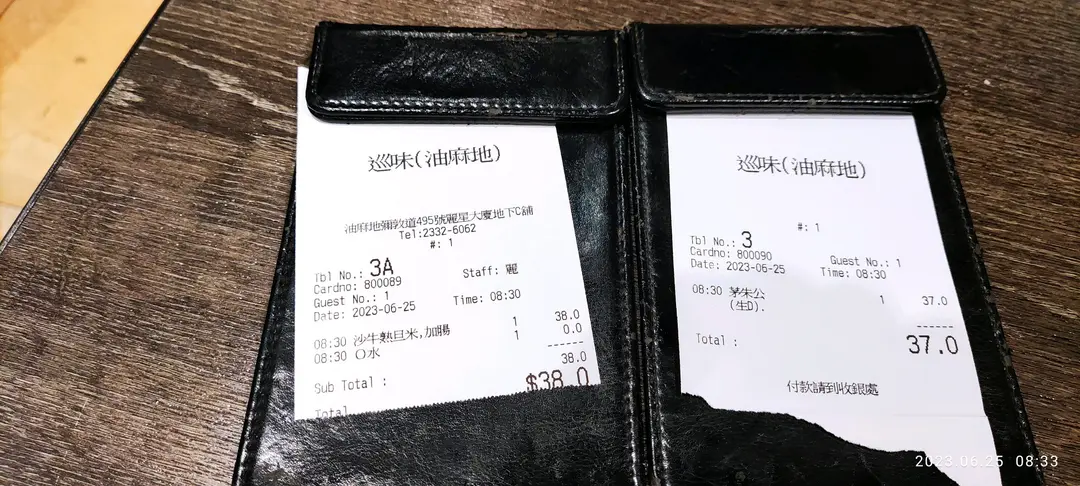 巡味(油麻地)
油麻地彌敦道495號麗星大廈地下C舖
Tel:2332-6062
#: 1
Tbl No.: 3A
Cardno: 800089 Staff: 麗
Guest No.: 1
Date: 2023-06-25 Time: 08:30
08:30 沙牛熟旦米,加腸 1 38.0
08:30 〇水 1 0.0
------
Sub Total : 38.0
Total $38.0
巡味(油麻地)
#: 1
Tbl No.: 3
Cardno: 800090 Guest No.: 1
Date: 2023-06-25 Time: 08:30
08:30 茅朱公 1 37.0
(生D).
------
Total : 37.0
付款請到收銀處
2023.06.25 08:33